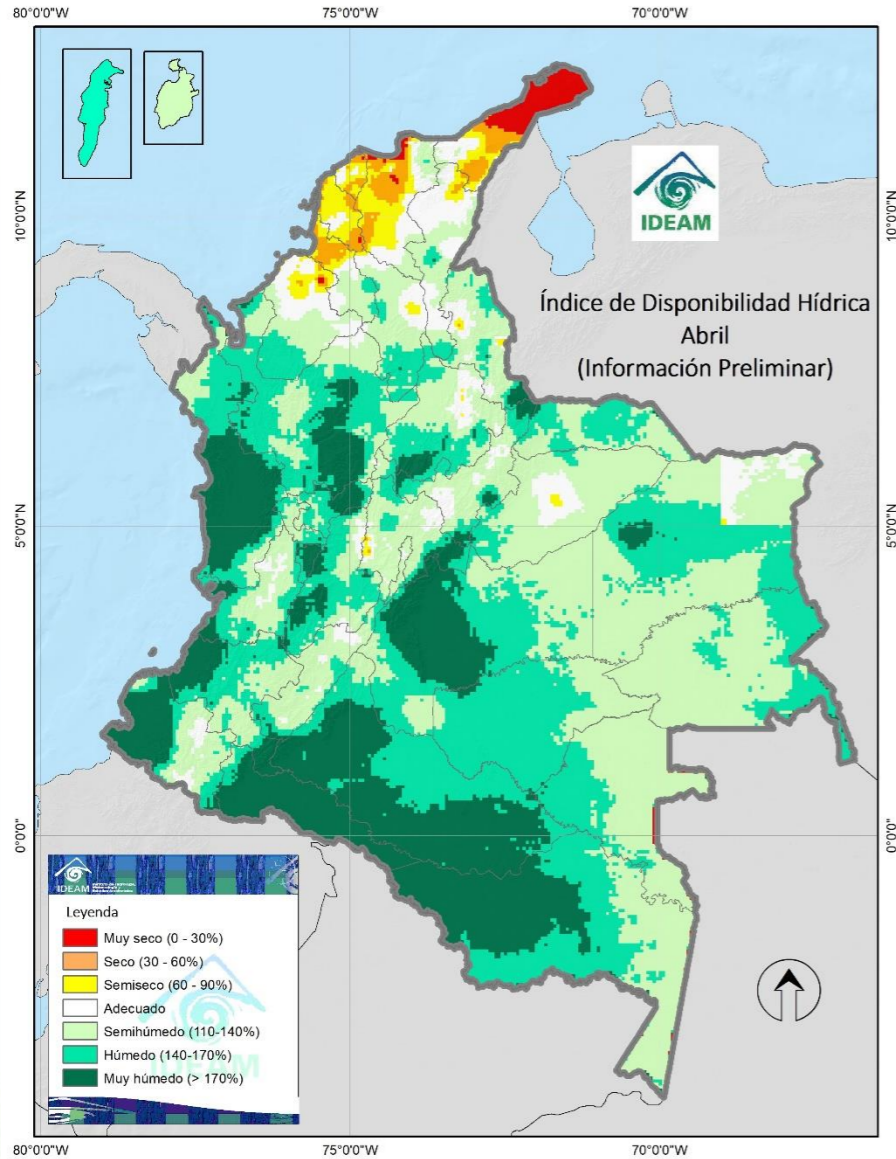 80°0'0"W
75°0'0"W
70°0'0"W
10°0'0"N
10°0'0"N
IDEAM
Índice de Disponibilidad Hídrica
Abril
(Información Preliminar)
5°0'0"N
5°0'0"N
0°0'0"
0°0'0"
IDEAM
Leyenda
Muy seco (0 - 30%)
Seco (30 - 60%)
Semiseco (60 - 90%)
Adecuado
Semihúmedo (110-140%)
Húmedo (140-170%)
Muy húmedo (> 170%)
IDEAM
80°0'0"W
75°0'0"W
70°0'0"W